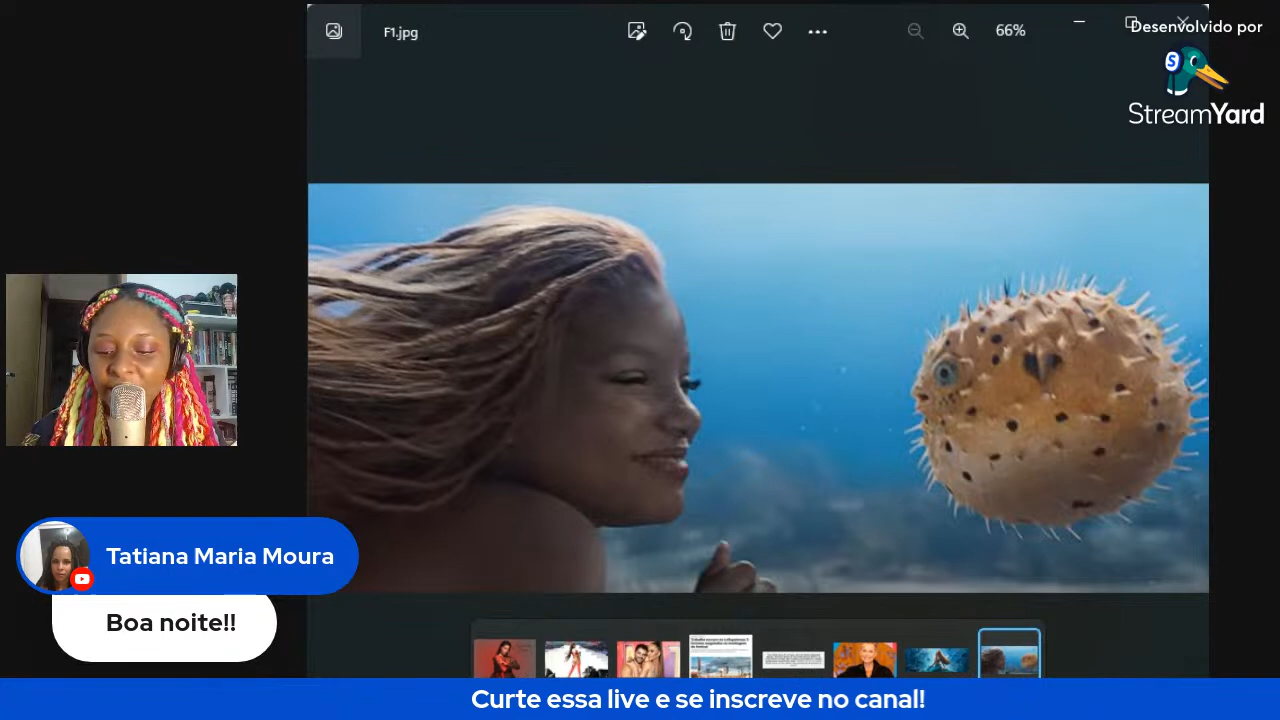 F1.jpg
66%
Desenvolvido por
S
StreamYard
Tatiana Maria Moura
Boa noite!!
Curte essa live e se inscreve no canal!